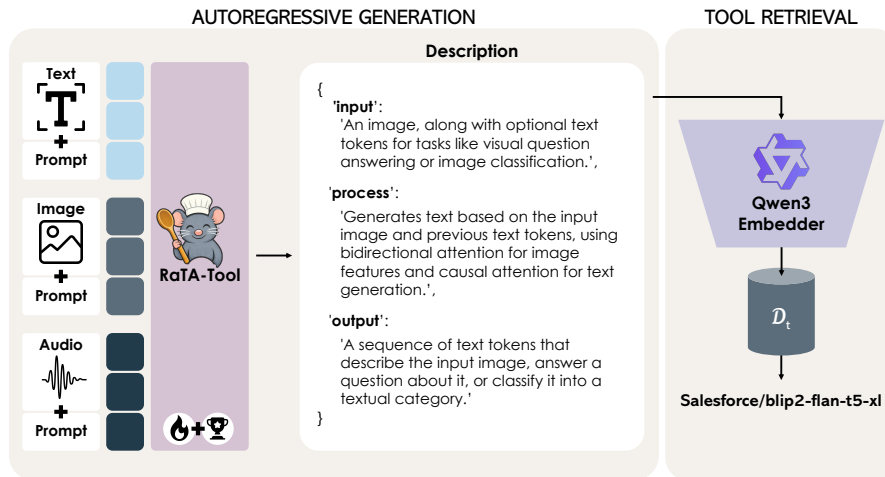 AUTOREGRESSIVE GENERATION
TOOL RETRIEVAL
Text
T
+
Prompt
Image
+
Prompt
Audio
+
Prompt
RaTA-Tool
+
Description
{
'input':
'An image, along with optional text
tokens for tasks like visual question
answering or image classification.',
'process':
'Generates text based on the input
image and previous text tokens, using
bidirectional attention for image
features and causal attention for text
generation.',
'output':
'A sequence of text tokens that
describe the input image, answer a
question about it, or classify it into a
textual category.'
}
Qwen3
Embedder
𝒟t
Salesforce/blip2-flan-t5-xl